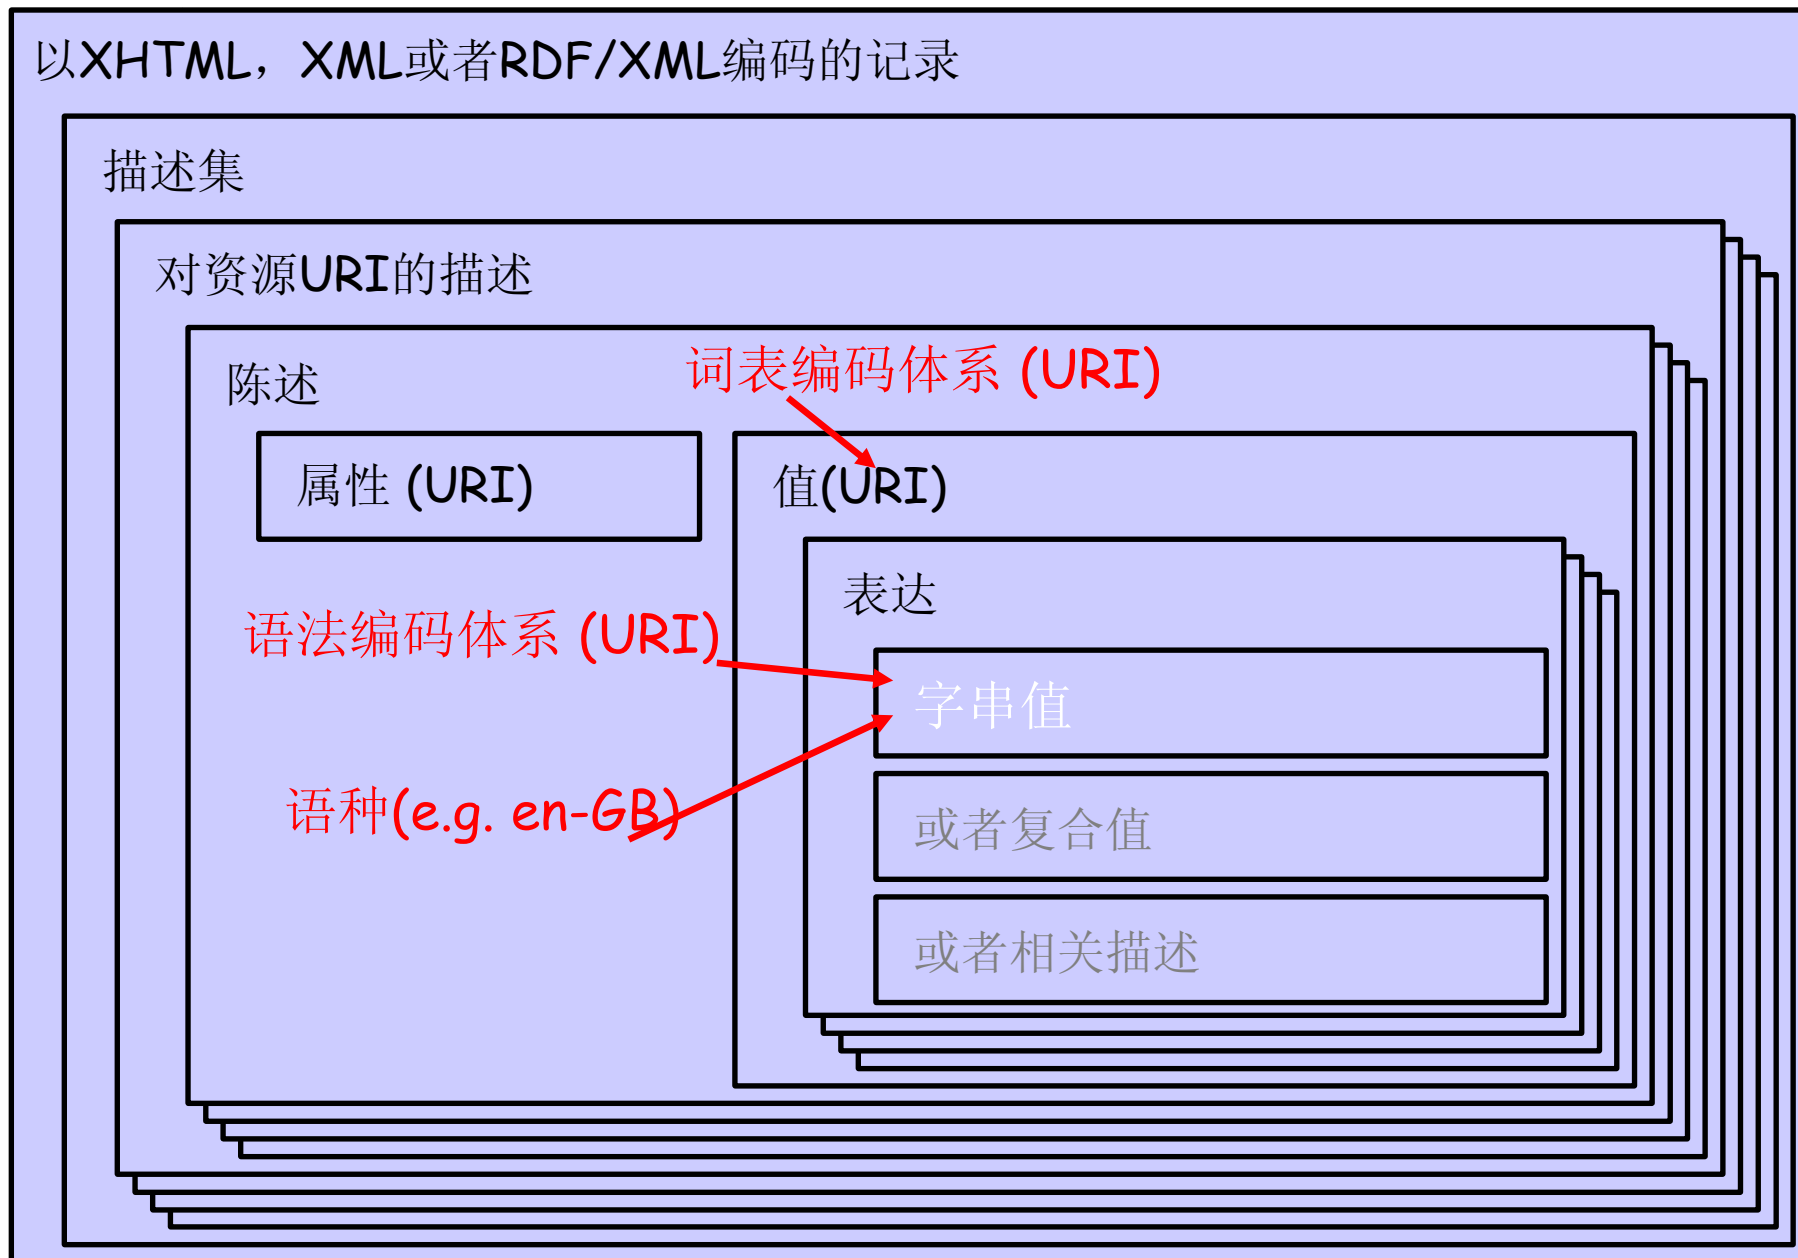 以XHTML，XML或者RDF/XML编码的记录
描述集
对资源URI的描述
词表编码体系 (URI)
陈述
属性 (URI)
值(URI)
表达
语法编码体系 (URI)
字串值
语种(e.g. en-GB)
或者复合值
或者相关描述